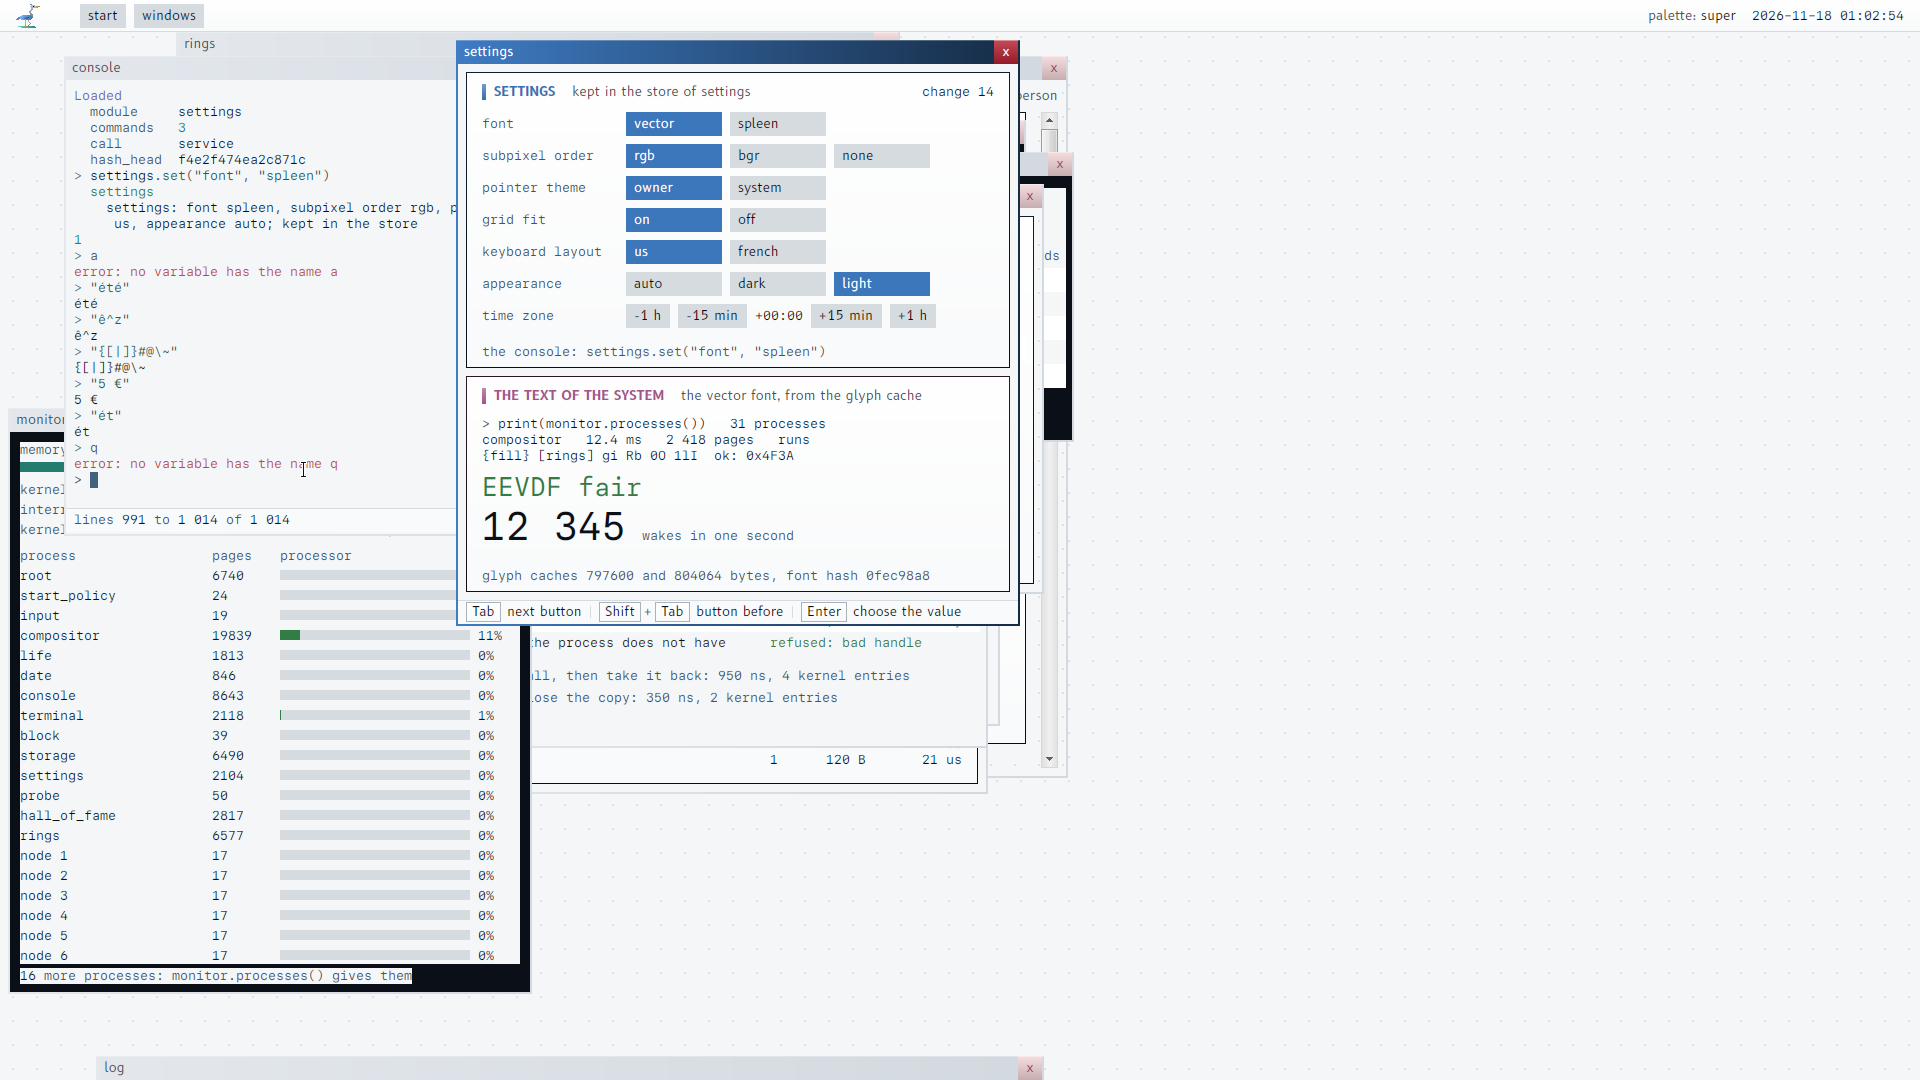 start windows palette: super 2026-11-18 01:02:54
rings
console
Loaded
module settings
commands 3
call service
hash_head f4e2f474ea2c871c
> settings.set("font", "spleen")
settings
settings: font spleen, subpixel order rgb,
us, appearance auto; kept in the store
1
> a
error: no variable has the name a
> "été"
été
> "ê^z"
ê^z
> "{[|]}#@\~"
{[|]}#@\~
> "5 €"
5 €
> "ét"
ét
> q
error: no variable has the name q
>
lines 991 to 1 014 of 1 014
settings x
SETTINGS kept in the store of settings change 14
font vector spleen
subpixel order rgb bgr none
pointer theme owner system
grid fit on off
keyboard layout us french
appearance auto dark light
time zone -1 h -15 min +00:00 +15 min +1 h
the console: settings.set("font", "spleen")
THE TEXT OF THE SYSTEM the vector font, from the glyph cache
> print(monitor.processes()) 31 processes
compositor 12.4 ms 2 418 pages runs
{fill} [rings] gi Rb 0O 1lI ok: 0x4F3A
EEVDF fair
12 345 wakes in one second
glyph caches 797600 and 804064 bytes, font hash 0fec98a8
Tab next button Shift + Tab button before Enter choose the value
x
person
x
x
ds
monitor
memory
kernel
kernel
process pages processor
root 6740
start_policy 24
input 19
compositor 19839 11%
life 1813 0%
date 846 0%
console 8643 0%
terminal 2118 1%
block 39 0%
storage 6490 0%
settings 2104 0%
probe 50 0%
hall_of_fame 2817 0%
rings 6577 0%
node 1 17 0%
node 2 17 0%
node 3 17 0%
node 4 17 0%
node 5 17 0%
node 6 17 0%
16 more processes: monitor.processes() gives them
the process does not have refused: bad handle
then take it back: 950 ns, 4 kernel entries
the copy: 350 ns, 2 kernel entries
1 120 B 21 us
log x